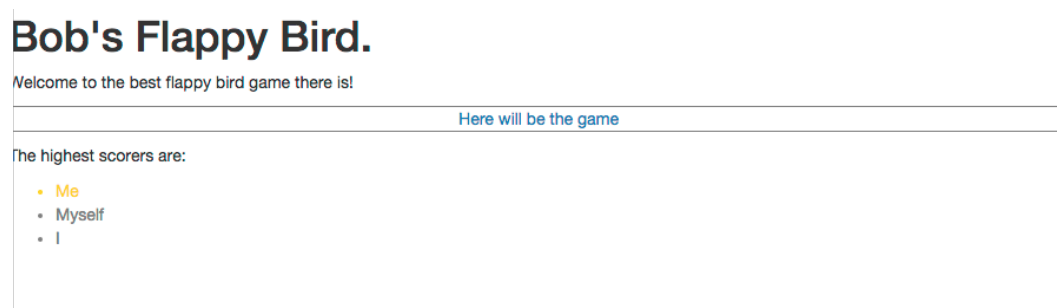 Bob's Flappy Bird.
Welcome to the best flappy bird game there is!
Here will be the game
The highest scorers are:
Me
Myself
I